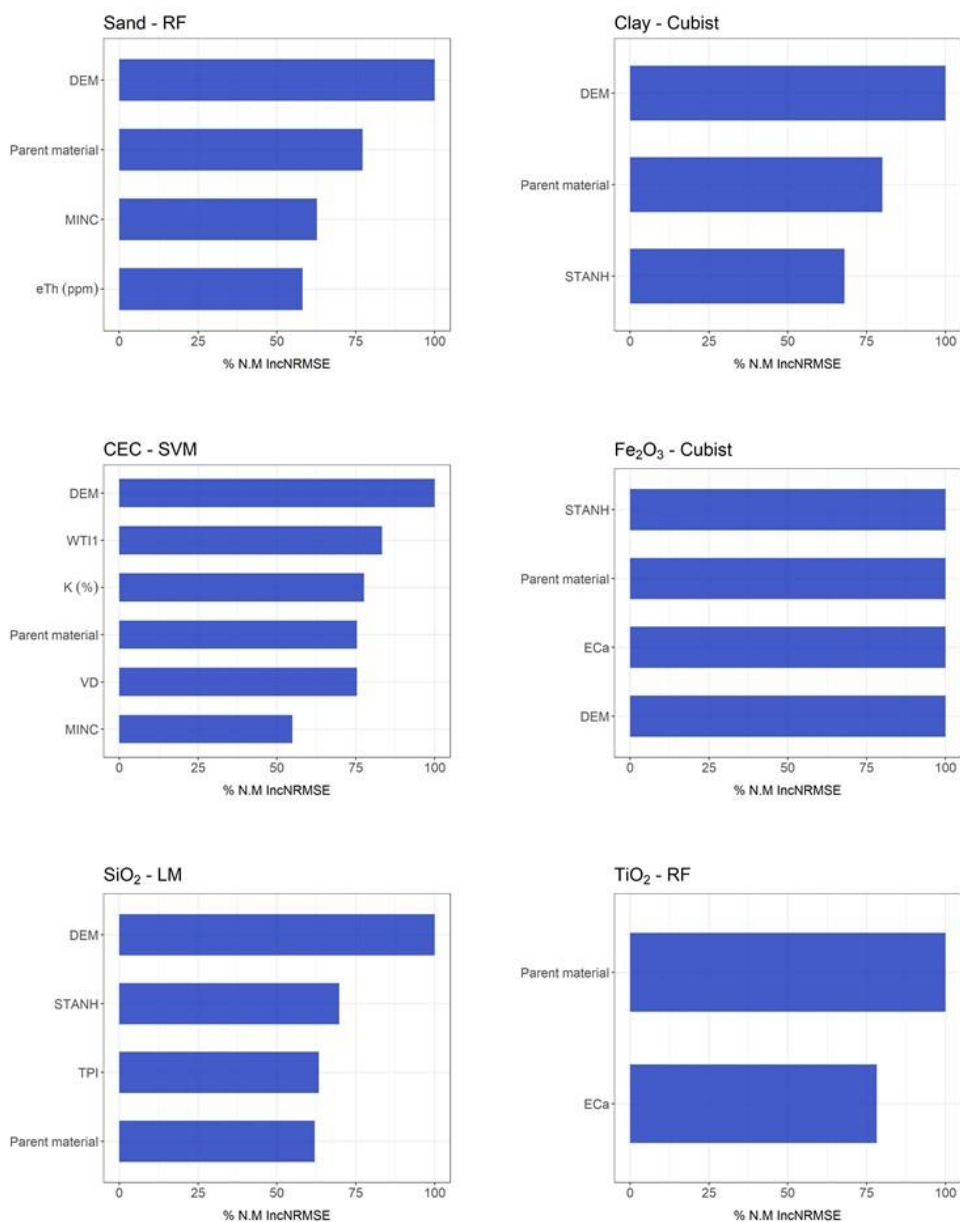 Sand - RF
DEM
Parent material
MINC
eTh (ppm)
0 25 50 75 100
% N.M IncNRMSE
Clay - Cubist
DEM
Parent material
STANH
0 25 50 75 100
% N.M IncNRMSE
CEC - SVM
DEM
WTI1
K (%)
Parent material
VD
MINC
0 25 50 75 100
% N.M IncNRMSE
Fe₂O₃ - Cubist
STANH
Parent material
ECa
DEM
0 25 50 75 100
% N.M IncNRMSE
SiO₂ - LM
DEM
STANH
TPI
Parent material
0 25 50 75 100
% N.M IncNRMSE
TiO₂ - RF
Parent material
ECa
0 25 50 75 100
% N.M IncNRMSE